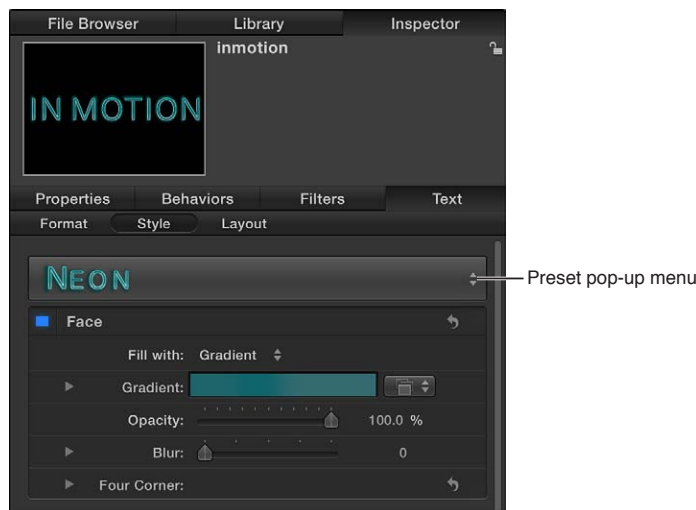 File Browser Library Inspector
inmotion
IN MOTION
Properties Behaviors Filters Text
Format Style Layout
NEON
Preset pop-up menu
Face
Fill with: Gradient
Gradient:
Opacity: 100.0 %
Blur: 0
Four Corner: